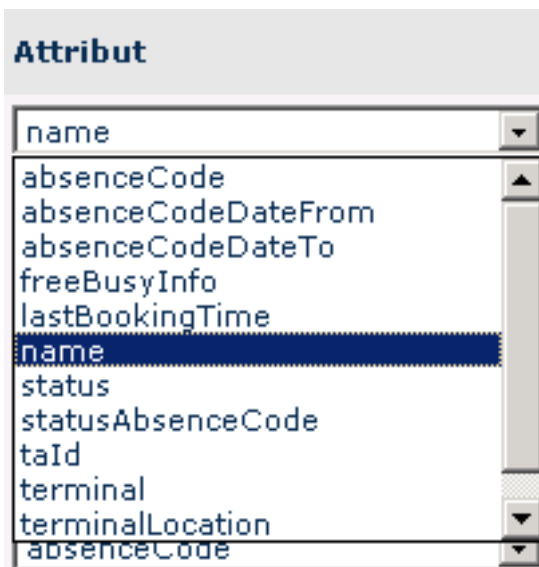 Attribut
name
absenceCode
absenceCodeDateFrom
absenceCodeDateTo
freeBusyInfo
lastBookingTime
name
status
statusAbsenceCode
taId
terminal
terminalLocation
absenceCode